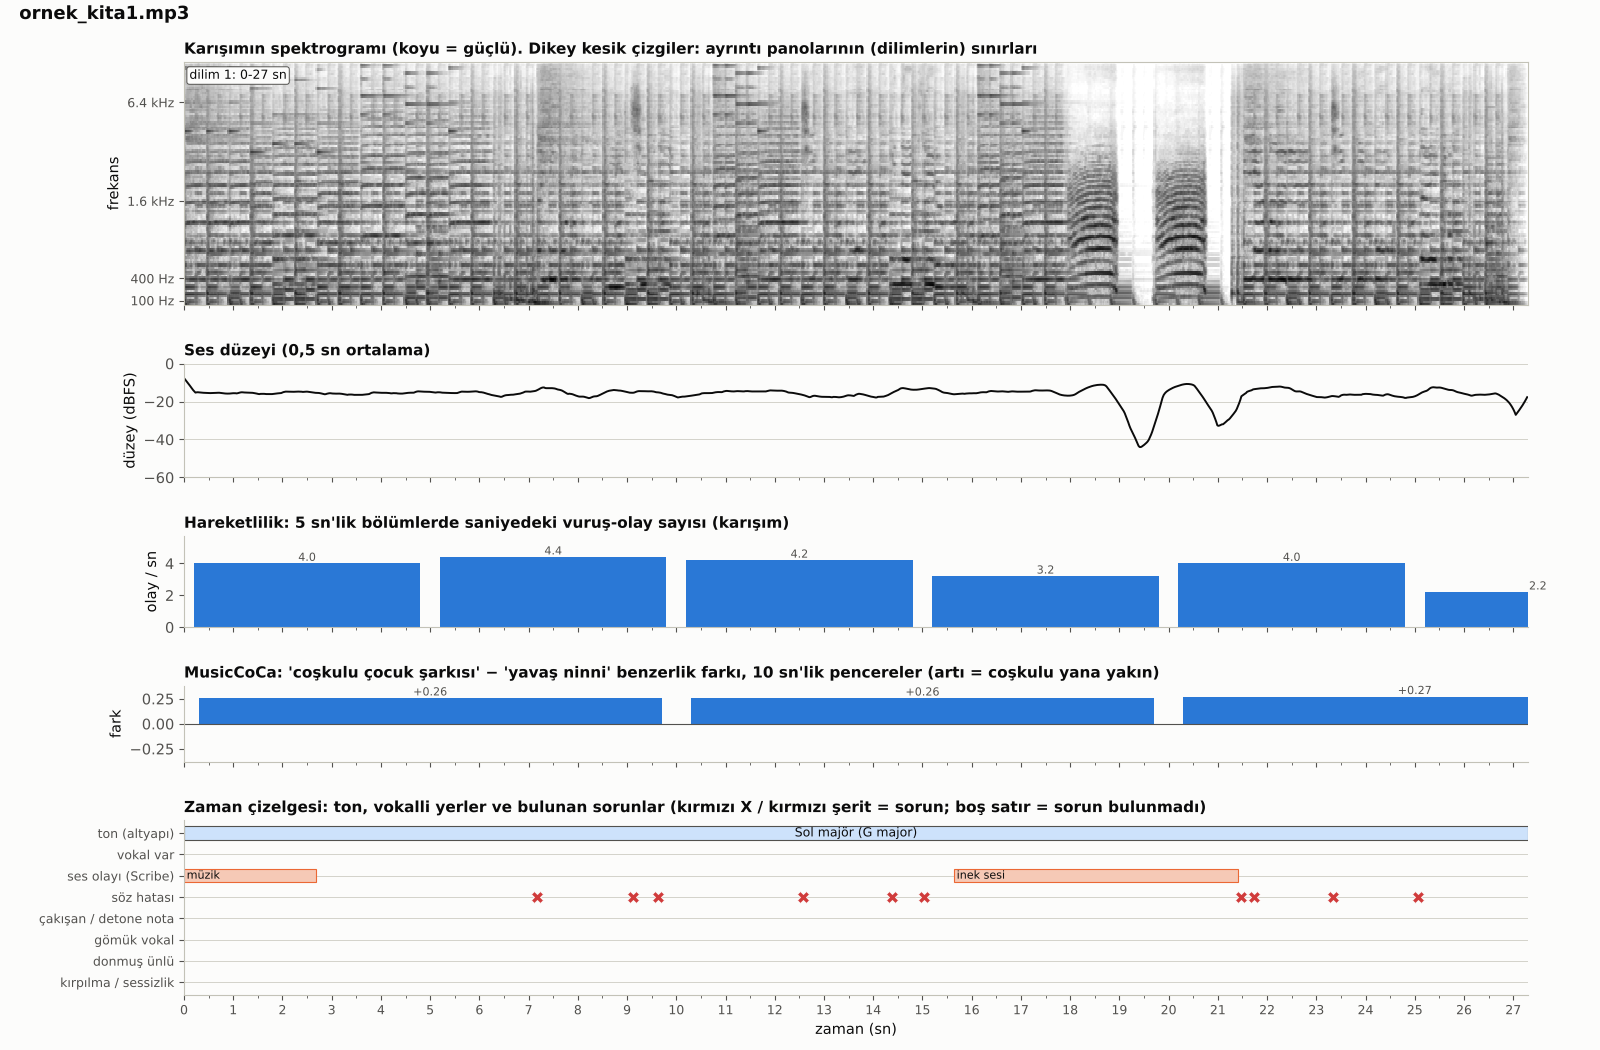 ornek_kita1.mp3
Karışımın spektrogramı (koyu = güçlü). Dikey kesik çizgiler: ayrıntı panolarının (dilimlerin) sınırları
dilim 1: 0-27 sn
6.4 kHz
1.6 kHz
400 Hz
100 Hz
frekans
Ses düzeyi (0,5 sn ortalama)
0
−20
−40
−60
düzey (dBFS)
Hareketlilik: 5 sn'lik bölümlerde saniyedeki vuruş-olay sayısı (karışım)
4.0 4.4 4.2 3.2 4.0 2.2
4
2
0
olay / sn
MusicCoCa: 'coşkulu çocuk şarkısı' − 'yavaş ninni' benzerlik farkı, 10 sn'lik pencereler (artı = coşkulu yana yakın)
+0.26 +0.26 +0.27
0.25
0.00
−0.25
fark
Zaman çizelgesi: ton, vokalli yerler ve bulunan sorunlar (kırmızı X / kırmızı şerit = sorun; boş satır = sorun bulunmadı)
ton (altyapı) Sol majör (G major)
vokal var
ses olayı (Scribe) müzik inek sesi
söz hatası
çakışan / detone nota
gömük vokal
donmuş ünlü
kırpılma / sessizlik
0 1 2 3 4 5 6 7 8 9 10 11 12 13 14 15 16 17 18 19 20 21 22 23 24 25 26 27
zaman (sn)